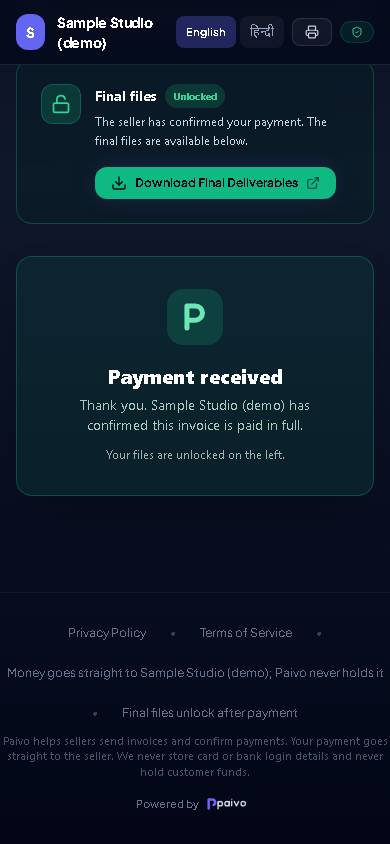 S
Sample Studio
(demo)
English
हिन्दी
Final files
Unlocked
The seller has confirmed your payment. The
final files are available below.
Download Final Deliverables
P
Payment received
Thank you. Sample Studio (demo) has
confirmed this invoice is paid in full.
Your files are unlocked on the left.
Privacy Policy • Terms of Service •
Money goes straight to Sample Studio (demo); Paivo never holds it
• Final files unlock after payment
Paivo helps sellers send invoices and confirm payments. Your payment goes
straight to the seller. We never store card or bank login details and never
hold customer funds.
Powered by Ppaivo